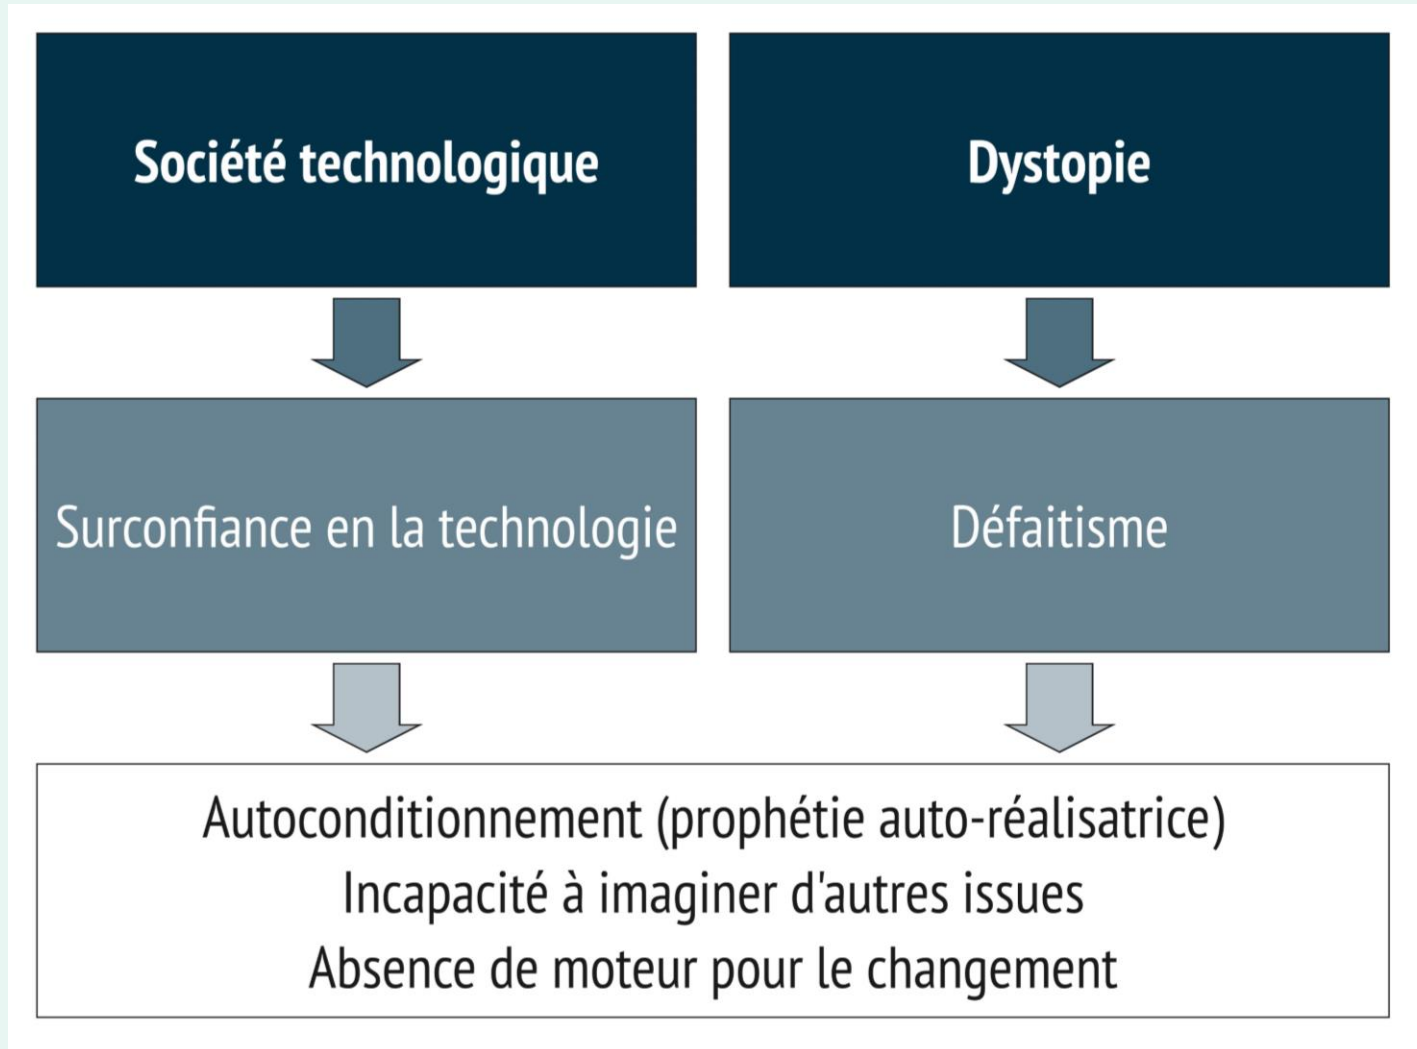 Société technologique
Dystopie
Surconfiance en la technologie
Défaitisme
Autoconditionnement (prophétie auto-réalisatrice)
Incapacité à imaginer d'autres issues
Absence de moteur pour le changement